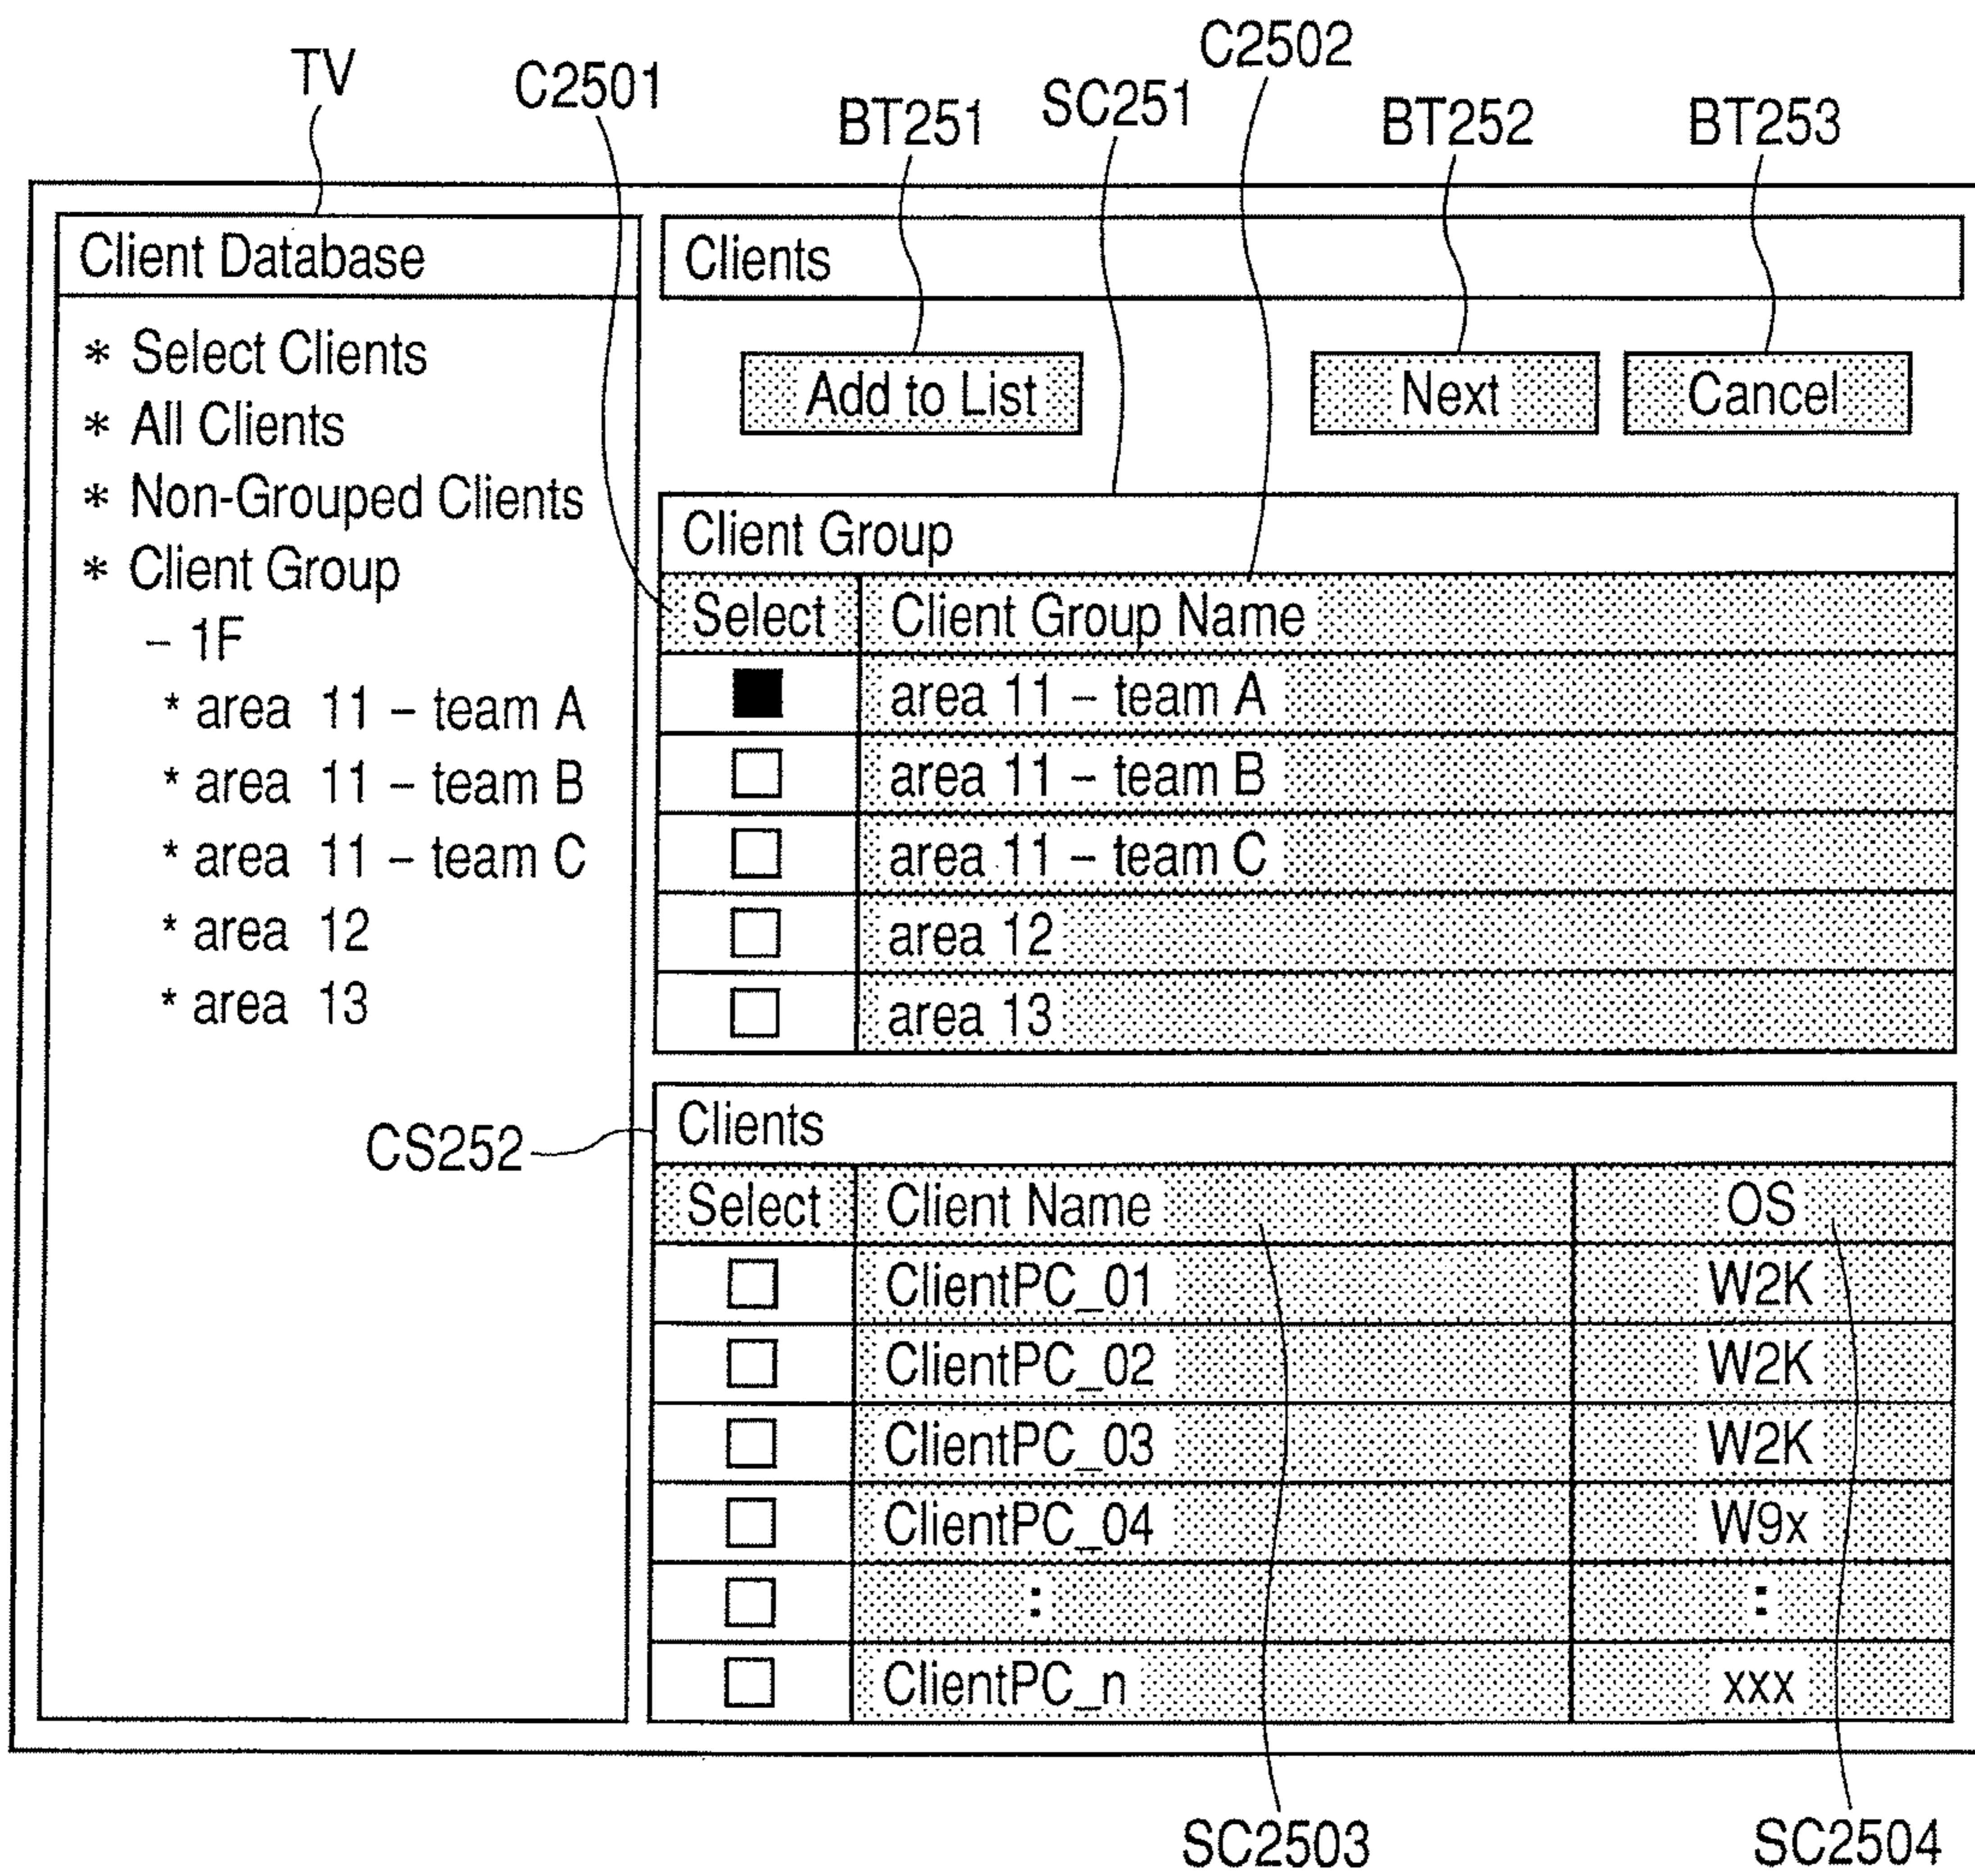 TV
C2501
BT251
SC251
C2502
BT252
BT253
Client Database
* Select Clients
* All Clients
* Non-Grouped Clients
* Client Group
– 1F
* area 11 – team A
* area 11 – team B
* area 11 – team C
* area 12
* area 13
Clients
Add to List
Next
Cancel
Client Group
Select Client Group Name
area 11 – team A
area 11 – team B
area 11 – team C
area 12
area 13
CS252
Clients
Select Client Name OS
ClientPC_01 W2K
ClientPC_02 W2K
ClientPC_03 W2K
ClientPC_04 W9x
: :
ClientPC_n xxx
SC2503
SC2504